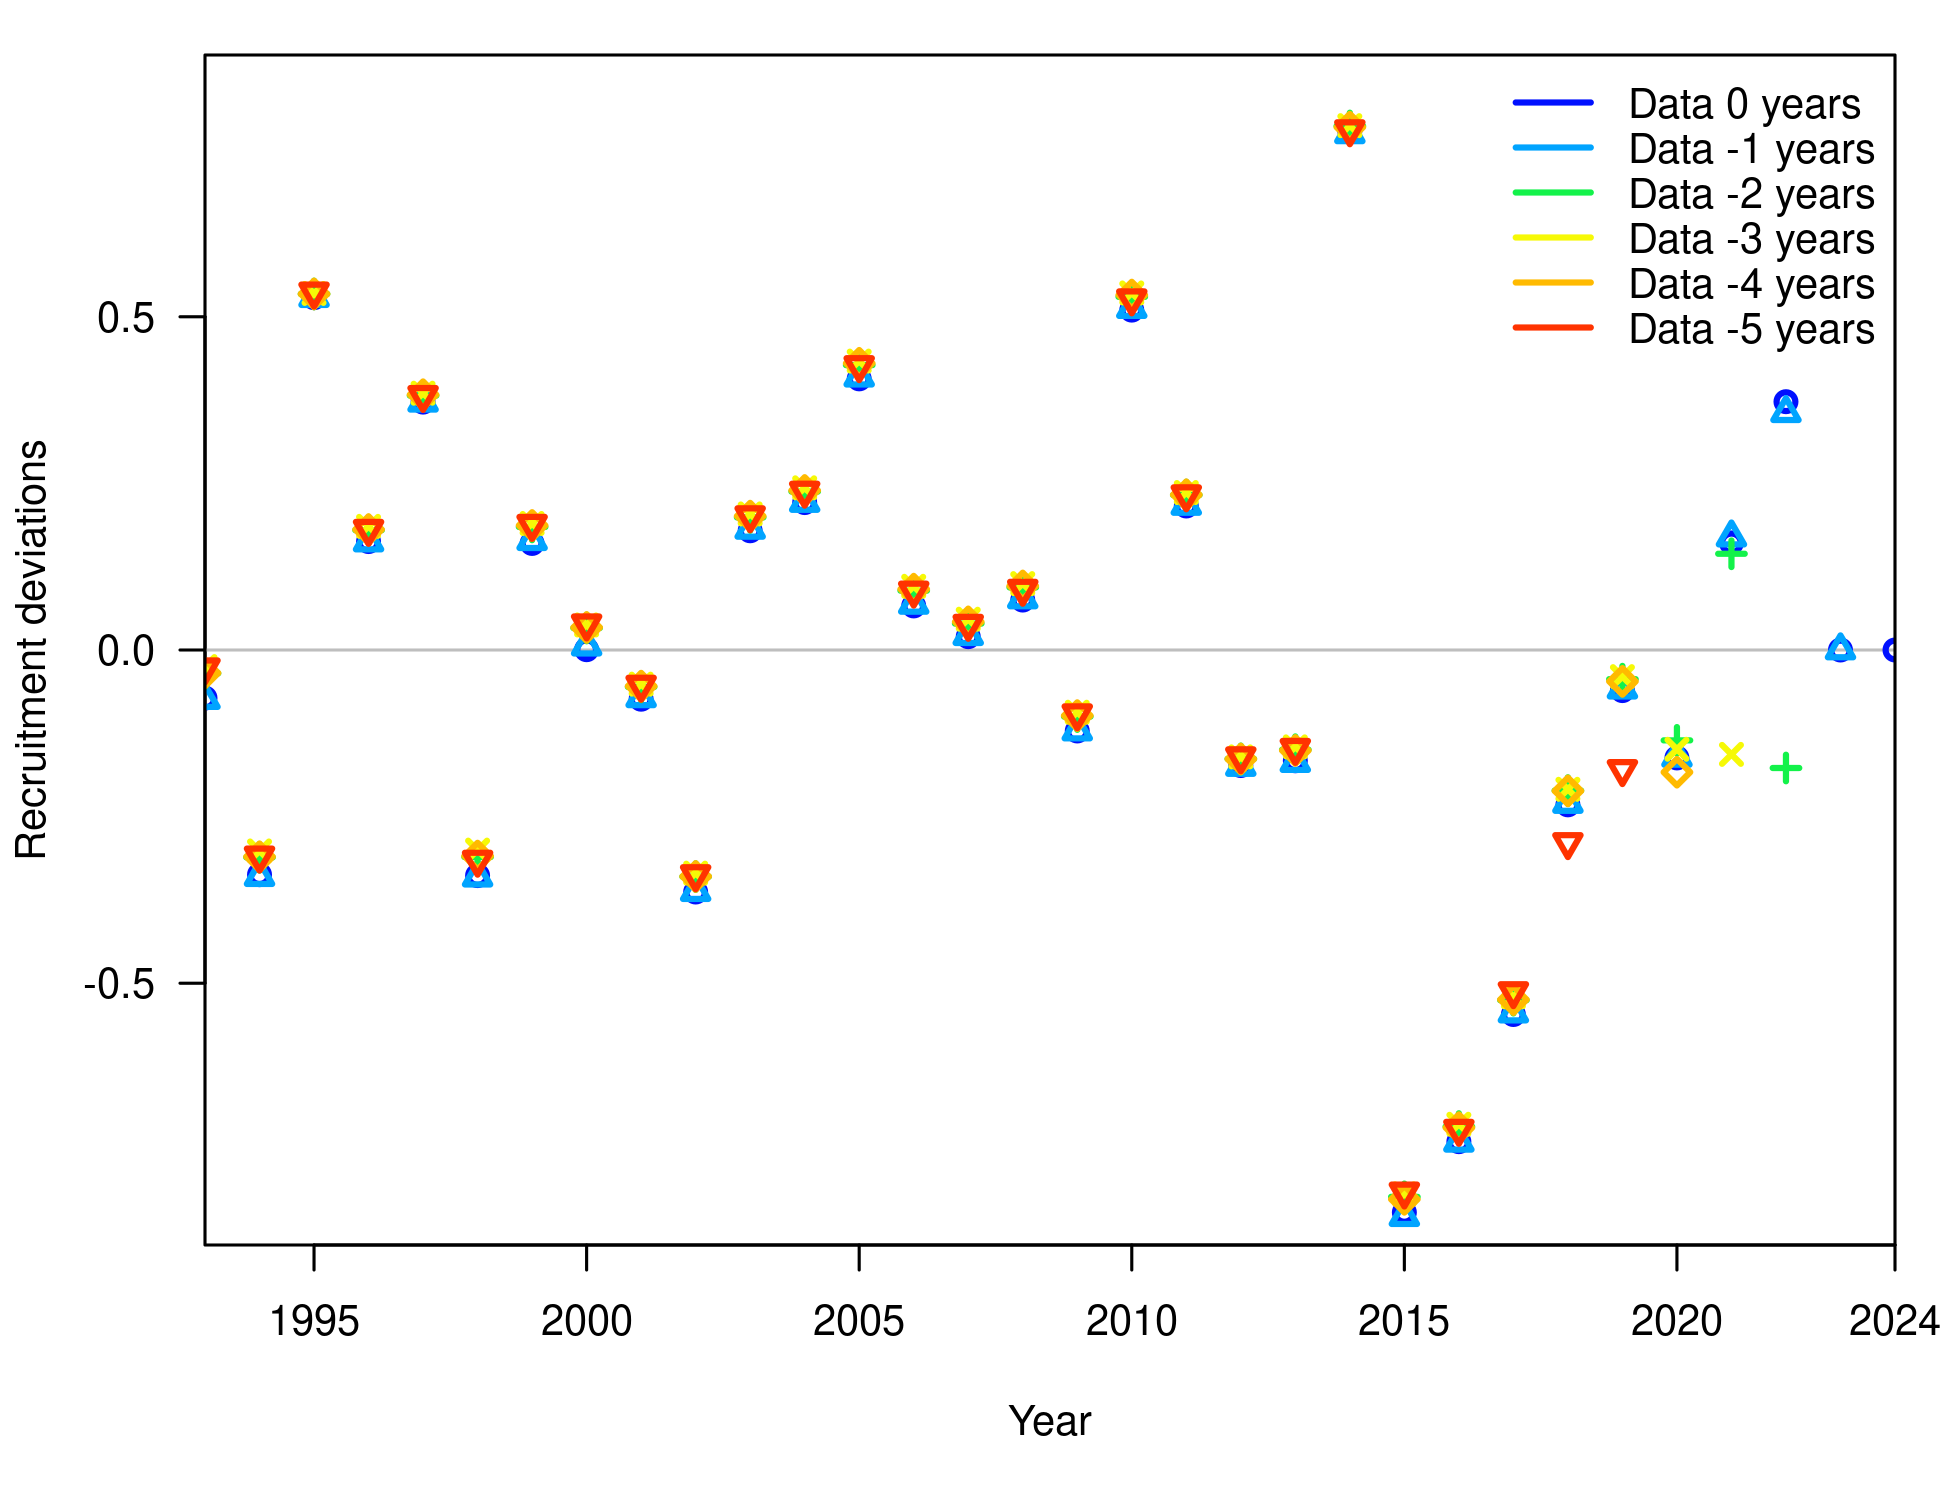 Data 0 years
Data -1 years
Data -2 years
Data -3 years
Data -4 years
Data -5 years
0.5
0.0
-0.5
Recruitment deviations
1995 2000 2005 2010 2015 2020 2024
Year